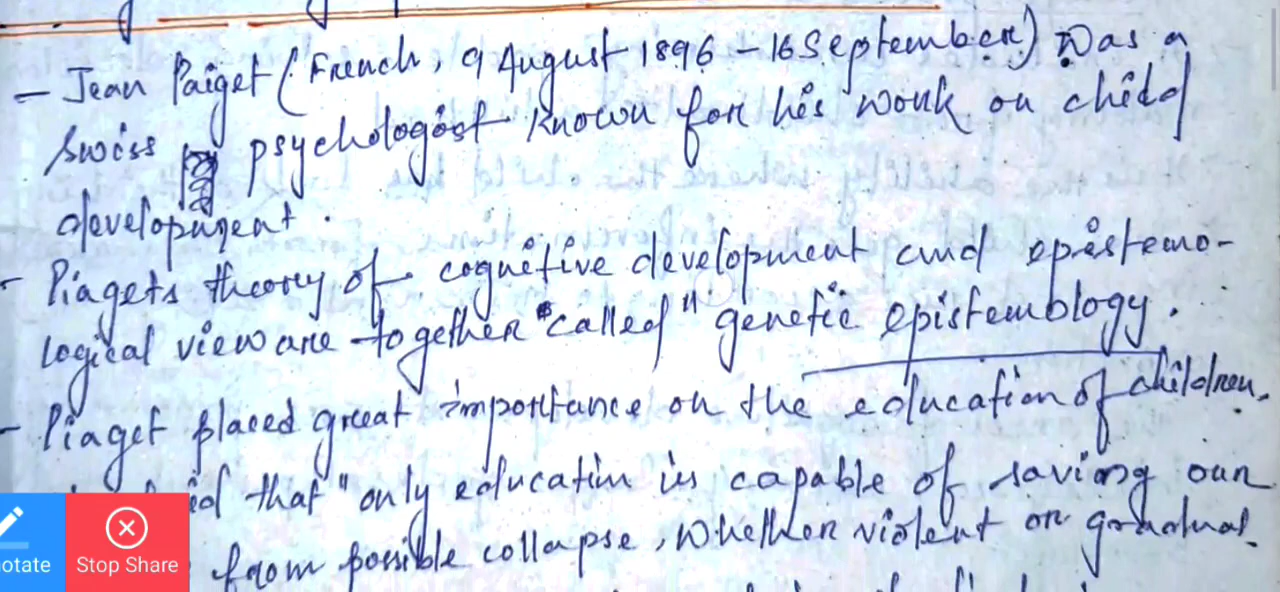 - Jean Paiget (French, 9 August 1896 - 16 September) was a
swiss psychologist known for his work on child
development.
- Piagets theory of cognitive development and epistemo-
logical view are together "called" genetic epistemology.
- Piaget placed great importance on the education of children.
that "only education is capable of saving our
from possible collapse, whether violent or gradual.
otate
Stop Share